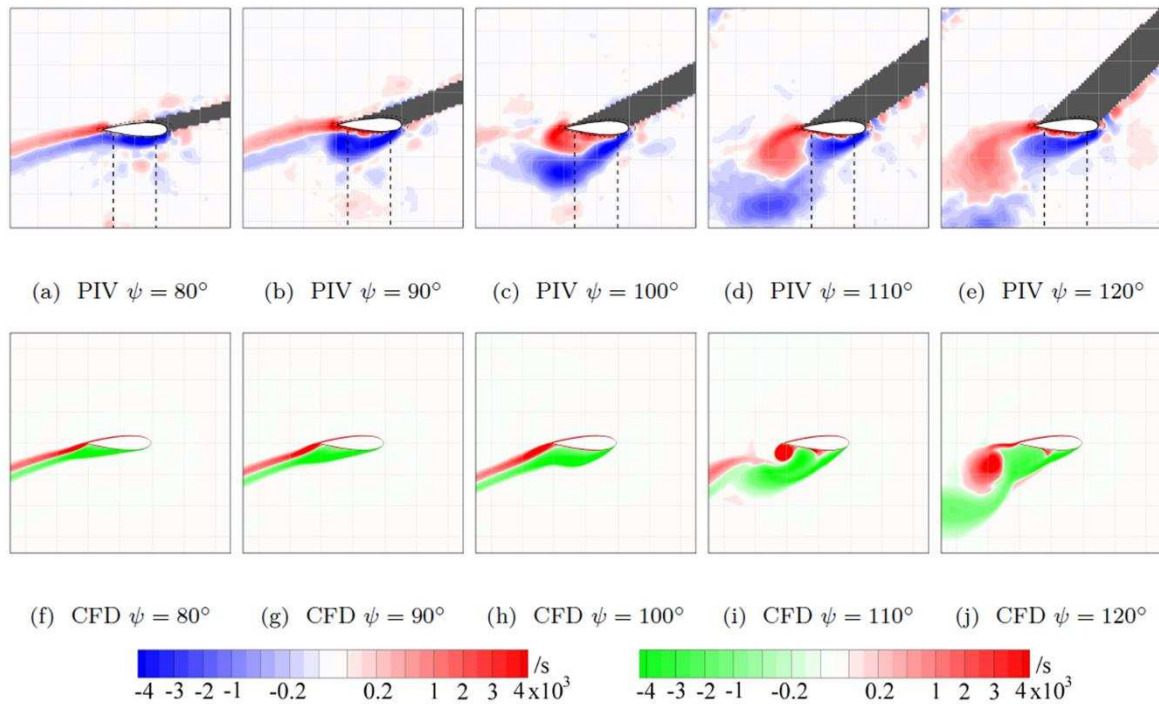 (a) PIV ψ = 80° (b) PIV ψ = 90° (c) PIV ψ = 100° (d) PIV ψ = 110° (e) PIV ψ = 120°
(f) CFD ψ = 80° (g) CFD ψ = 90° (h) CFD ψ = 100° (i) CFD ψ = 110° (j) CFD ψ = 120°
/s /s
-4 -3 -2 -1 -0.2 0.2 1 2 3 4x10³ -4 -3 -2 -1 -0.2 0.2 1 2 3 4x10³